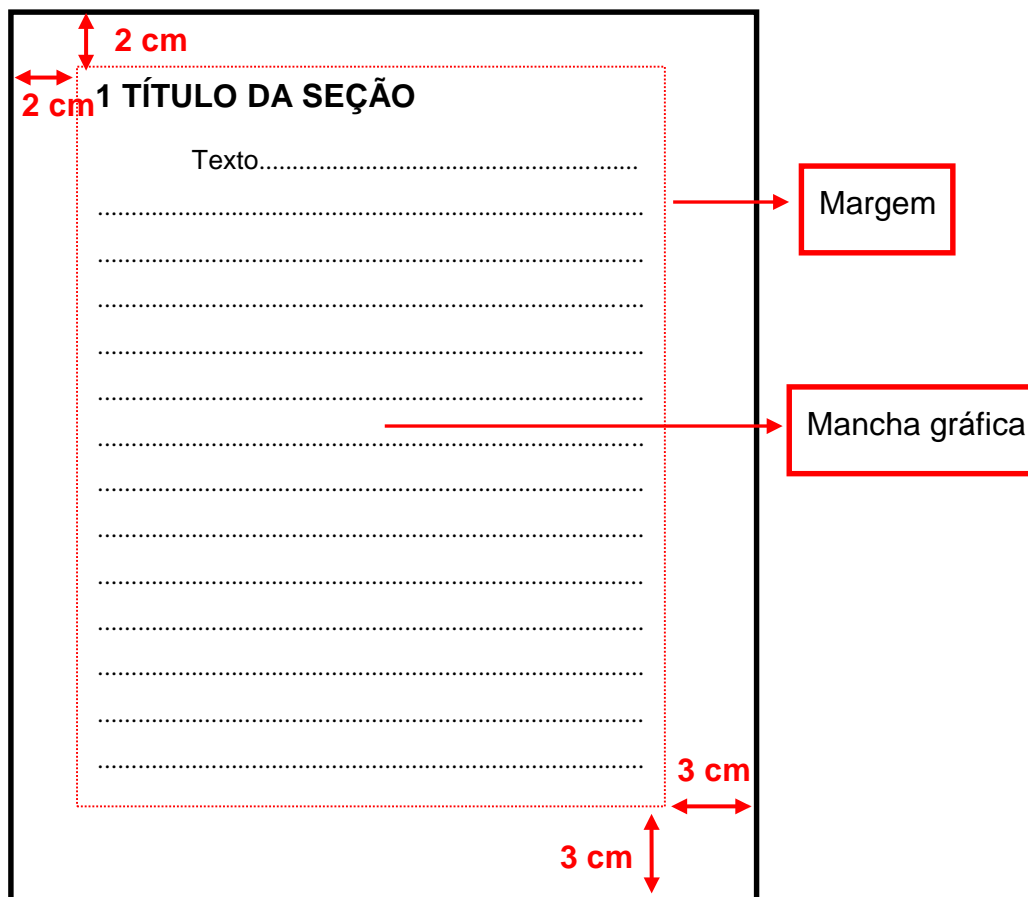 2 cm
2 cm
1 TÍTULO DA SEÇÃO
Texto.........................................................
..................................................................................
Margem
..................................................................................
..................................................................................
..................................................................................
..................................................................................
Mancha gráfica
..................................................................................
..................................................................................
..................................................................................
..................................................................................
..................................................................................
..................................................................................
..................................................................................
..................................................................................
3 cm
3 cm